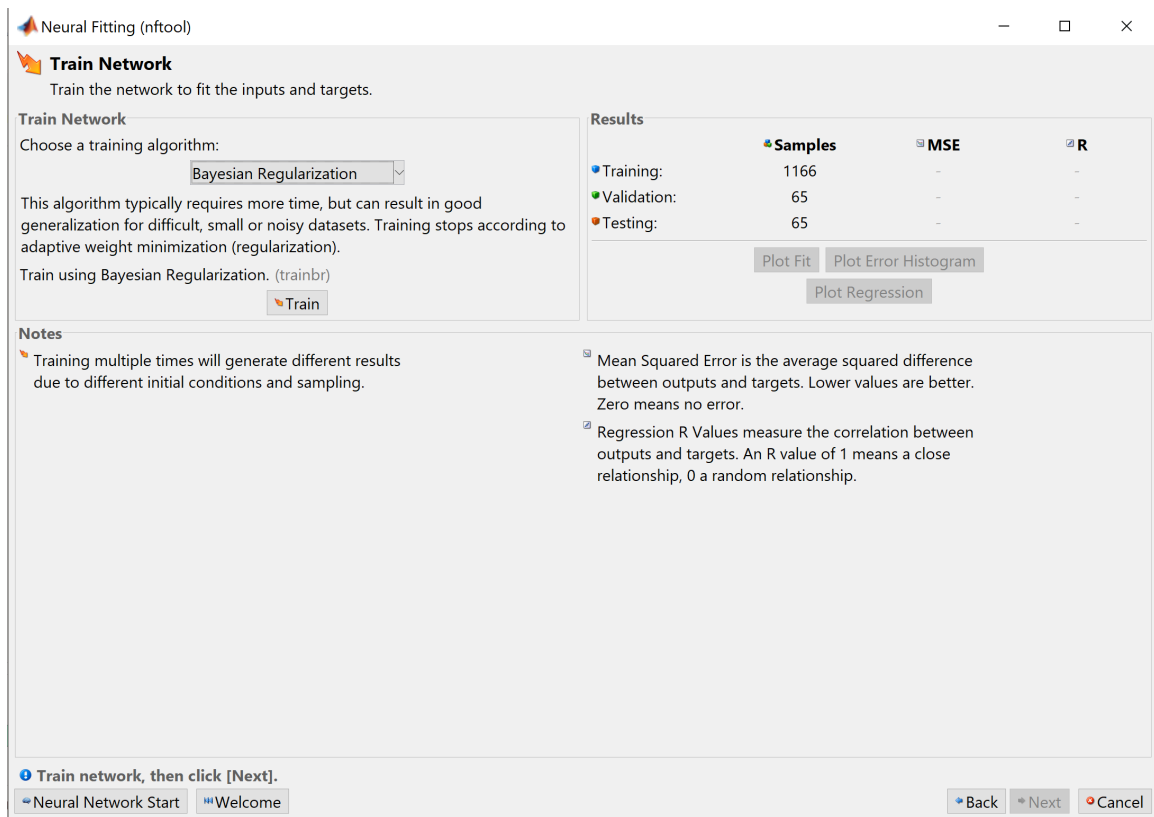 Neural Fitting (nftool)
Train Network
Train the network to fit the inputs and targets.
Train Network
Choose a training algorithm:
Bayesian Regularization
This algorithm typically requires more time, but can result in good
generalization for difficult, small or noisy datasets. Training stops according to
adaptive weight minimization (regularization).
Train using Bayesian Regularization. (trainbr)
Train
Results
Samples MSE R
Training: 1166 - -
Validation: 65 - -
Testing: 65 - -
Plot Fit Plot Error Histogram
Plot Regression
Notes
Training multiple times will generate different results
due to different initial conditions and sampling.
Mean Squared Error is the average squared difference
between outputs and targets. Lower values are better.
Zero means no error.
Regression R Values measure the correlation between
outputs and targets. An R value of 1 means a close
relationship, 0 a random relationship.
Train network, then click [Next].
Neural Network Start Welcome Back Next Cancel